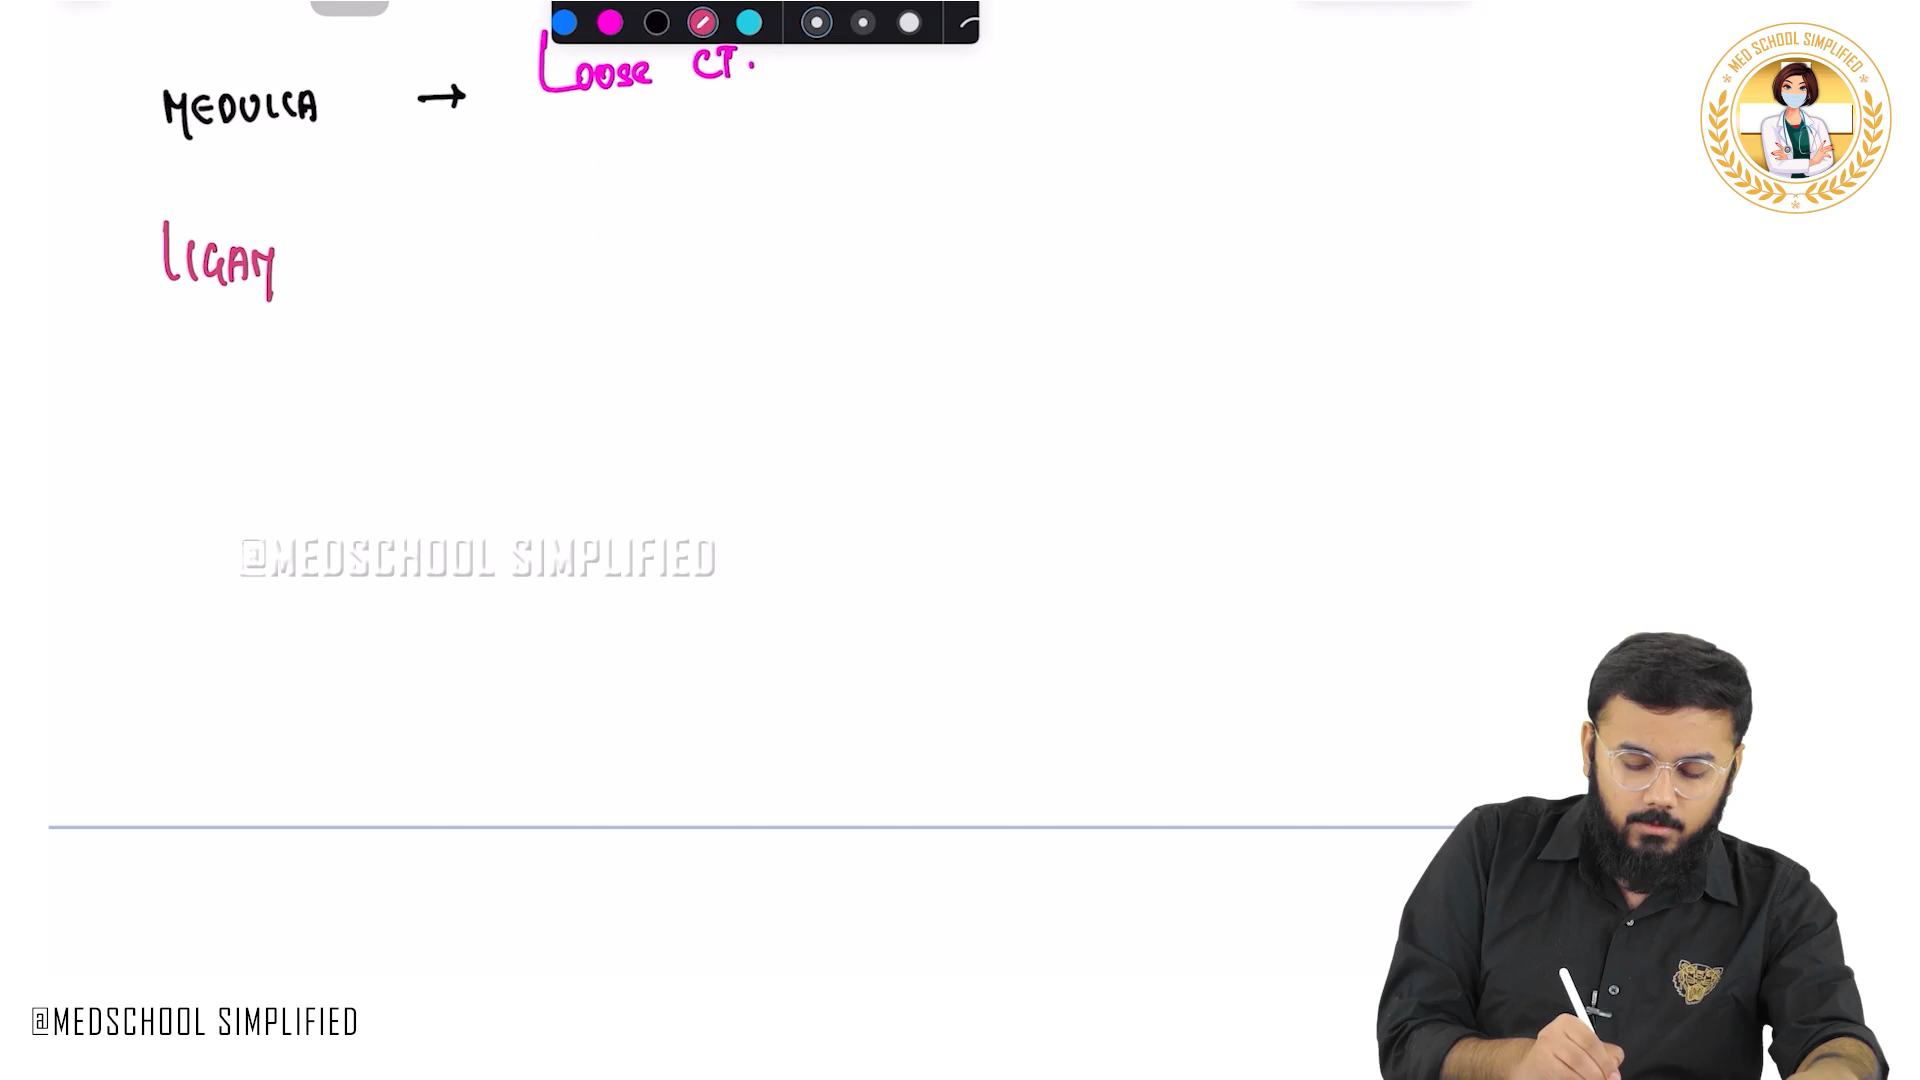 Loose CT.
MEDULLA →
LIGAM
MED SCHOOL SIMPLIFIED
@MEDSCHOOL SIMPLIFIED
@MEDSCHOOL SIMPLIFIED